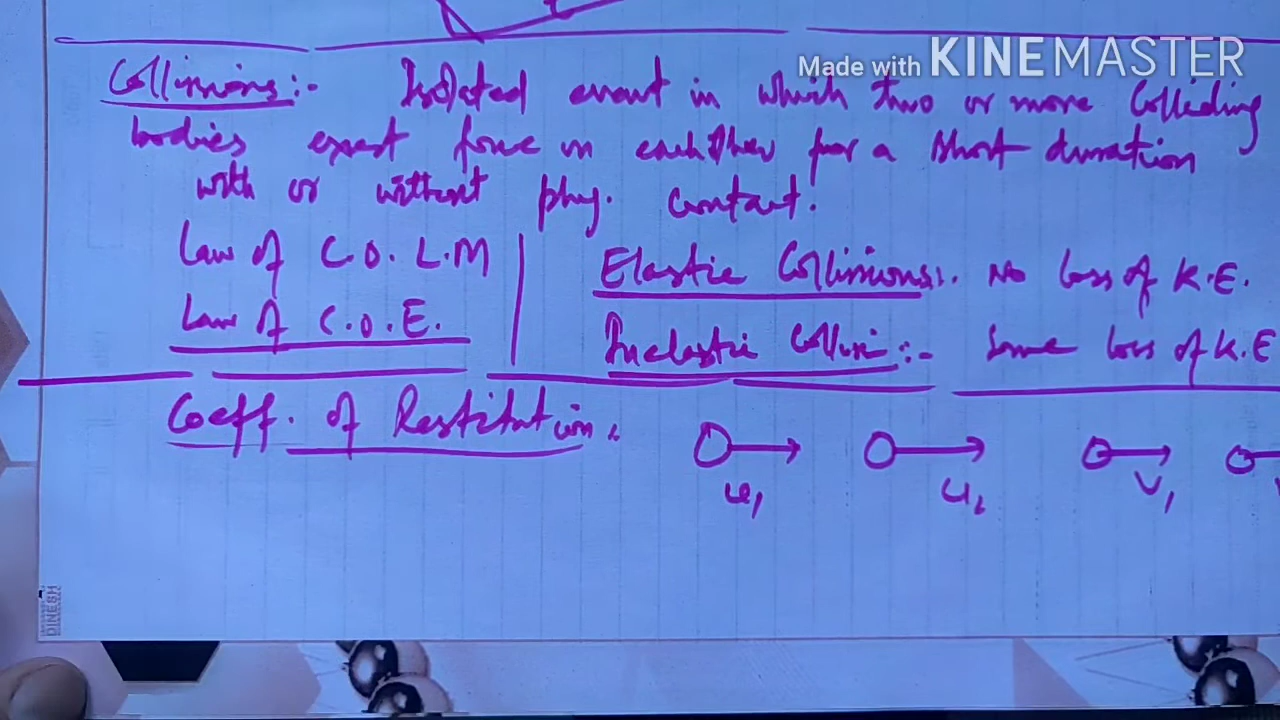 Made with KINEMASTER
Collisions:- Isolated event in which two or more Colliding
bodies exert force on each other for a short duration
with or without phy. contact.
Law of C.O.L.M
Law of C.O.E.
Elastic Collisions:. No loss of K.E.
Inelastic Collisi:- Some loss of K.E
Coeff. of Restitution:
u₁ u₂ v₁
DINESH